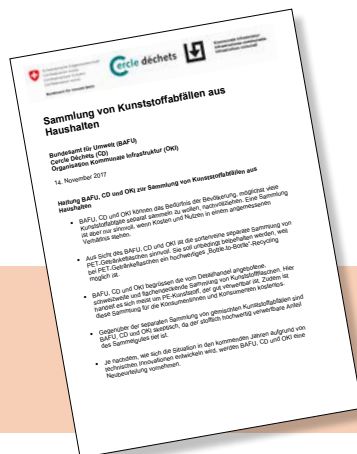 cercle déchets
Sammlung von Kunststoffabfällen aus
Haushalten
Bundesamt für Umwelt (BAFU)
Cercle Déchets (CD)
Organisation Kommunale Infrastruktur (OKI)
14. November 2017
Haltung BAFU, CD und OKI zur Sammlung von Kunststoffabfällen aus
Haushalten
• BAFU, CD und OKI können das Bedürfnis der Bevölkerung, möglichst viele
Kunststoffabfälle separat sammeln zu wollen, nachvollziehen. Eine Sammlung
ist aber nur sinnvoll, wenn Kosten und Nutzen in einem angemessenen
Verhältnis stehen.
• Aus Sicht des BAFU, CD und OKI ist die sortenreine separate Sammlung von
PET-Getränkeflaschen sinnvoll. Sie soll unbedingt beibehalten werden, weil
bei PET-Getränkeflaschen ein hochwertiges „Bottle-to-Bottle“-Recycling
möglich ist.
• BAFU, CD und OKI begrüssen die vom Detailhandel angebotene,
schweizweite und flächendeckende Sammlung von Kunststoffflaschen. Hier
handelt es sich meist um PE-Kunststoff, der gut verwertbar ist. Zudem ist
diese Sammlung für die Konsumentinnen und Konsumenten kostenlos.
• Gegenüber der separaten Sammlung von gemischten Kunststoffabfällen sind
BAFU, CD und OKI skeptisch, da der stofflich hochwertig verwertbare Anteil
des Sammelgutes tief ist.
• Je nachdem, wie sich die Situation in den kommenden Jahren aufgrund von
technischen Innovationen entwickeln wird, werden BAFU, CD und OKI eine
Neubeurteilung vornehmen.